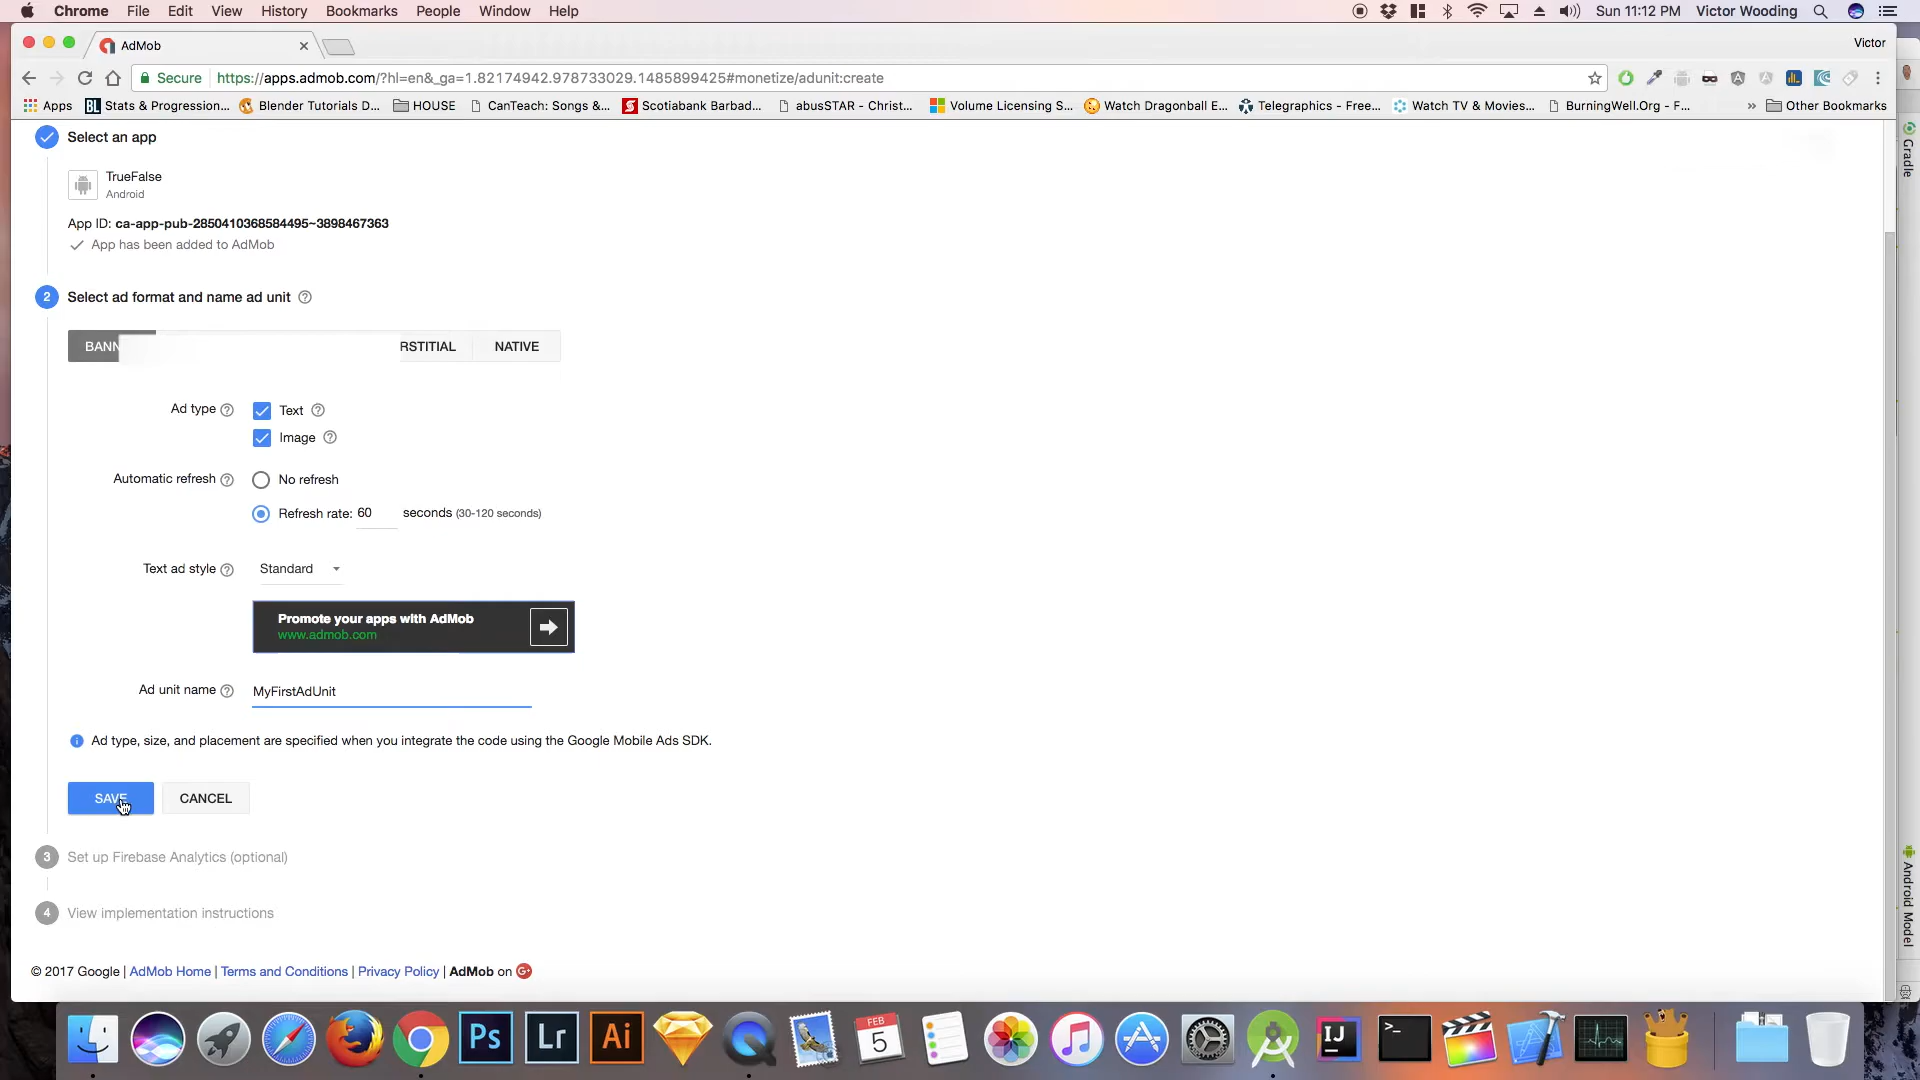 Chrome File Edit View History Bookmarks People Window Help Sun 11:12 PM Victor Wooding
AdMob Victor
Secure https://apps.admob.com/?hl=en&_ga=1.82174942.978733029.1485899425#monetize/adunit:create
Apps BL Stats & Progression... Blender Tutorials D... HOUSE CanTeach: Songs &... Scotiabank Barbad... abusSTAR - Christ... Volume Licensing S... Watch Dragonball E... Telegraphics - Free... Watch TV & Movies... BurningWell.Org - F... » Other Bookmarks
Gradle
Select an app
TrueFalse
Android
App ID: ca-app-pub-2850410368584495~3898467363
App has been added to AdMob
2 Select ad format and name ad unit
BANN RSTITIAL NATIVE
Ad type Text
Image
Automatic refresh No refresh
Refresh rate: 60 seconds (30-120 seconds)
Text ad style Standard
Promote your apps with AdMob
www.admob.com
Ad unit name MyFirstAdUnit
Ad type, size, and placement are specified when you integrate the code using the Google Mobile Ads SDK.
SAVE CANCEL
3 Set up Firebase Analytics (optional)
4 View implementation instructions
Android Model
© 2017 Google | AdMob Home | Terms and Conditions | Privacy Policy | AdMob on G+
Ps Lr Ai FEB 5 IJ >_